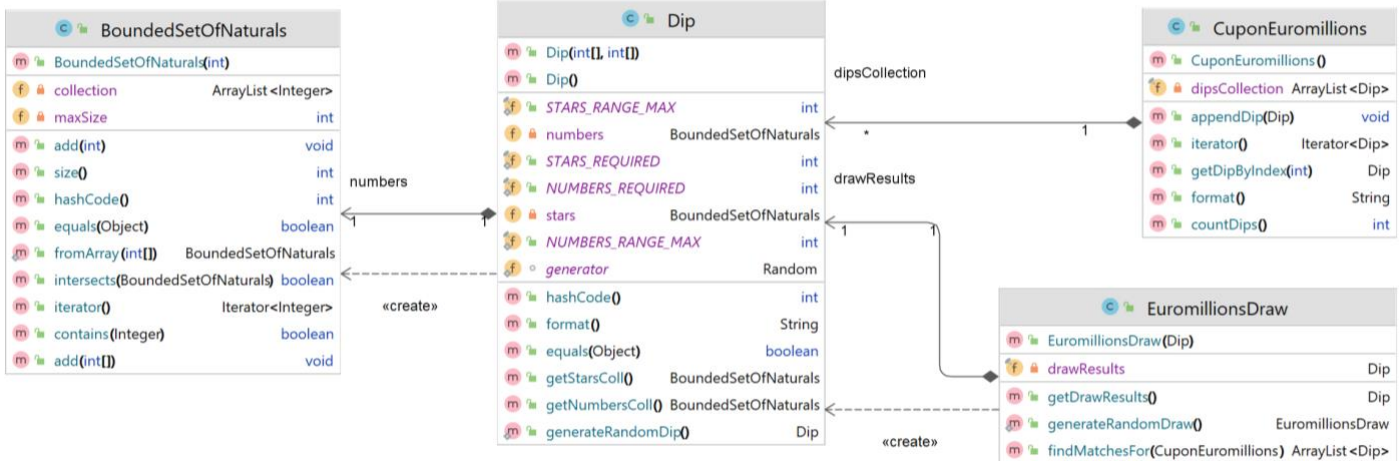 BoundedSetOfNaturals
BoundedSetOfNaturals(int)
collection ArrayList<Integer>
maxSize int
add(int) void
size() int
hashCode() int
equals(Object) boolean
fromArray(int[]) BoundedSetOfNaturals
intersects(BoundedSetOfNaturals) boolean
iterator() Iterator<Integer>
contains(Integer) boolean
add(int[]) void
numbers
1 1
«create»
Dip
Dip(int[], int[])
Dip()
STARS_RANGE_MAX int
numbers BoundedSetOfNaturals
STARS_REQUIRED int
NUMBERS_REQUIRED int
stars BoundedSetOfNaturals
NUMBERS_RANGE_MAX int
generator Random
hashCode() int
format() String
equals(Object) boolean
getStarsColl() BoundedSetOfNaturals
getNumbersColl() BoundedSetOfNaturals
generateRandomDip() Dip
dipsCollection
* 1
drawResults
1 1
«create»
CuponEuromillions
CuponEuromillions()
dipsCollection ArrayList<Dip>
appendDip(Dip) void
iterator() Iterator<Dip>
getDipByIndex(int) Dip
format() String
countDips() int
EuromillionsDraw
EuromillionsDraw(Dip)
drawResults Dip
getDrawResults() Dip
generateRandomDraw() EuromillionsDraw
findMatchesFor(CuponEuromillions) ArrayList<Dip>